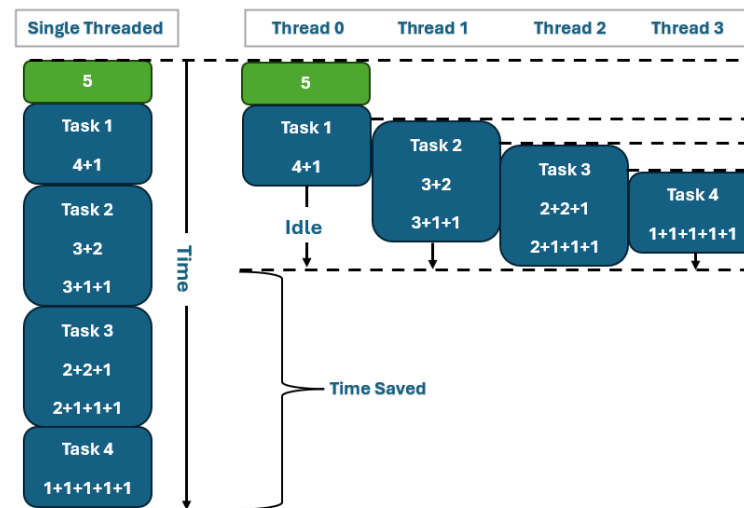 Single Threaded
Thread 0
Thread 1
Thread 2
Thread 3
5
Task 1
4+1
Task 2
3+2
3+1+1
Task 3
2+2+1
2+1+1+1
Task 4
1+1+1+1+1
Time
5
Task 1
4+1
Idle
Task 2
3+2
3+1+1
Task 3
2+2+1
2+1+1+1
Task 4
1+1+1+1+1
Time Saved